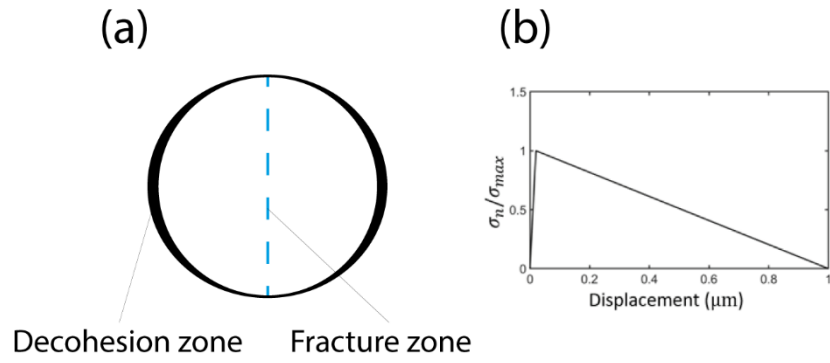 (a)
(b)
1.5
1
0.5
0
σn/σmax
0 0.2 0.4 0.6 0.8 1
Displacement (μm)
Decohesion zone
Fracture zone